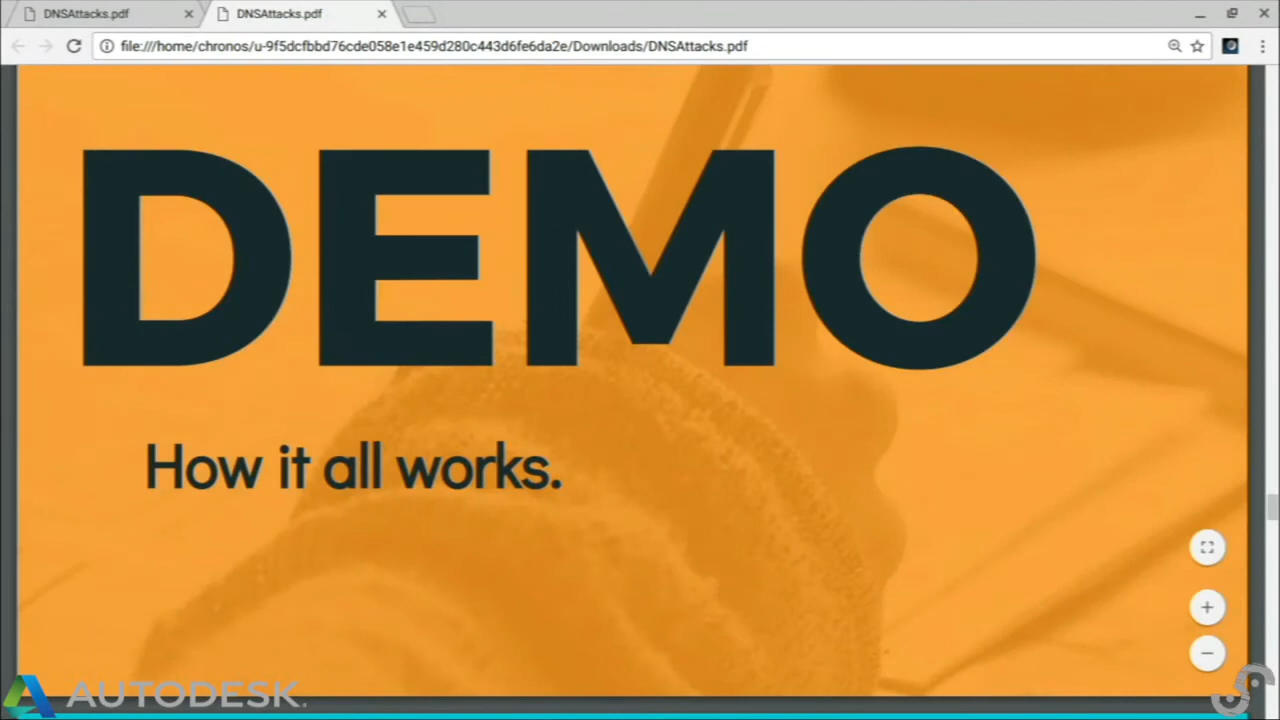 DNSAttacks.pdf
DNSAttacks.pdf
file:///home/chronos/u-9f5dcfbbd76cde058e1e459d280c443d6fe6da2e/Downloads/DNSAttacks.pdf
DEMO
How it all works.
AUTODESK.